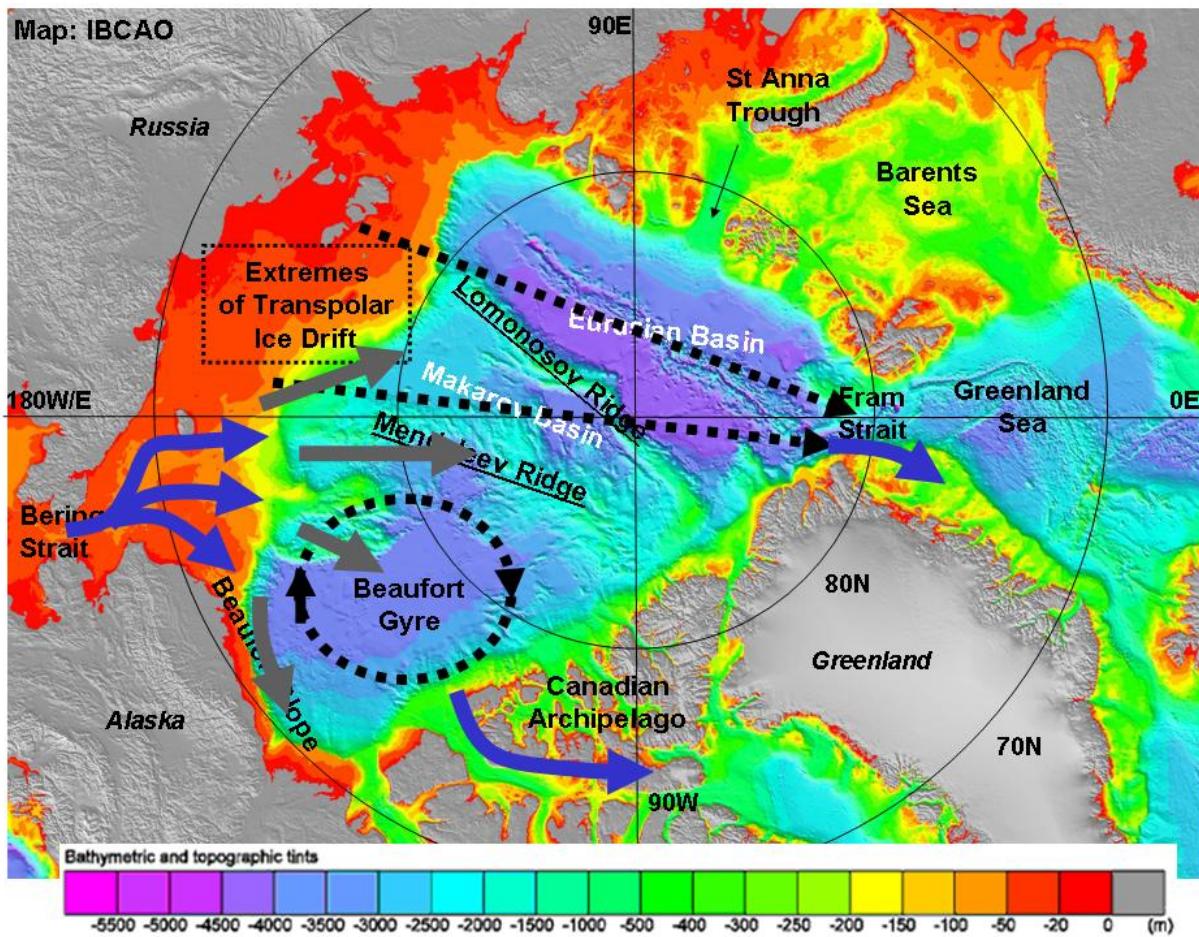 Map: IBCAO
90E
St Anna
Trough
Russia
Barents
Sea
Extremes
of Transpolar
Ice Drift
Lomonosov Ridge
Eurasian Basin
Makarov Basin
Fram
Strait
Greenland
Sea
180W/E
0E
Mendeleev Ridge
Bering
Strait
Beaufort Slope
Beaufort
Gyre
80N
Greenland
Canadian
Archipelago
Alaska
70N
90W
Bathymetric and topographic tints
-5500 -5000 -4500 -4000 -3500 -3000 -2500 -2000 -1500 -1000 -500 -400 -300 -250 -200 -150 -100 -50 -20 0 (m)